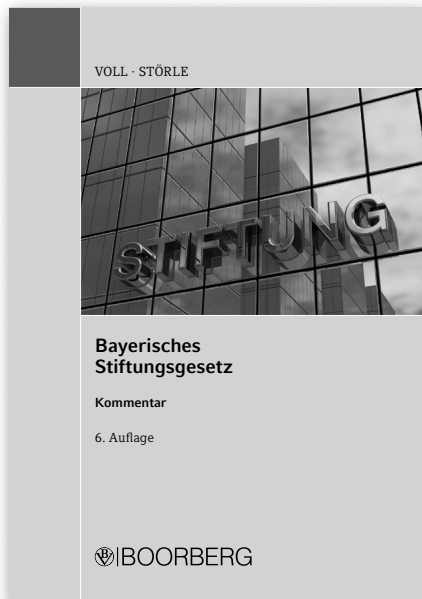 VOLL · STÖRLE
STIFTUNG
Bayerisches
Stiftungsgesetz
Kommentar
6. Auflage
BOORBERG